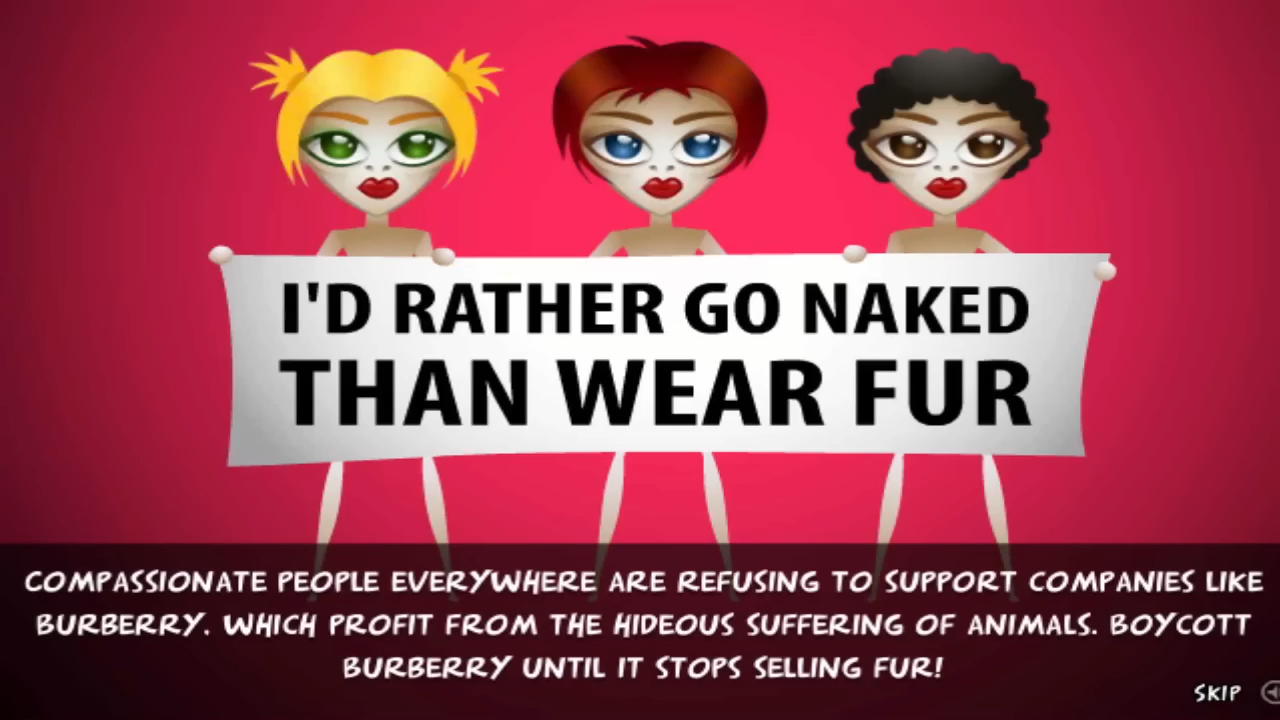 I'D RATHER GO NAKED
THAN WEAR FUR
COMPASSIONATE PEOPLE EVERYWHERE ARE REFUSING TO SUPPORT COMPANIES LIKE
BURBERRY, WHICH PROFIT FROM THE HIDEOUS SUFFERING OF ANIMALS. BOYCOTT
BURBERRY UNTIL IT STOPS SELLING FUR!
SKIP